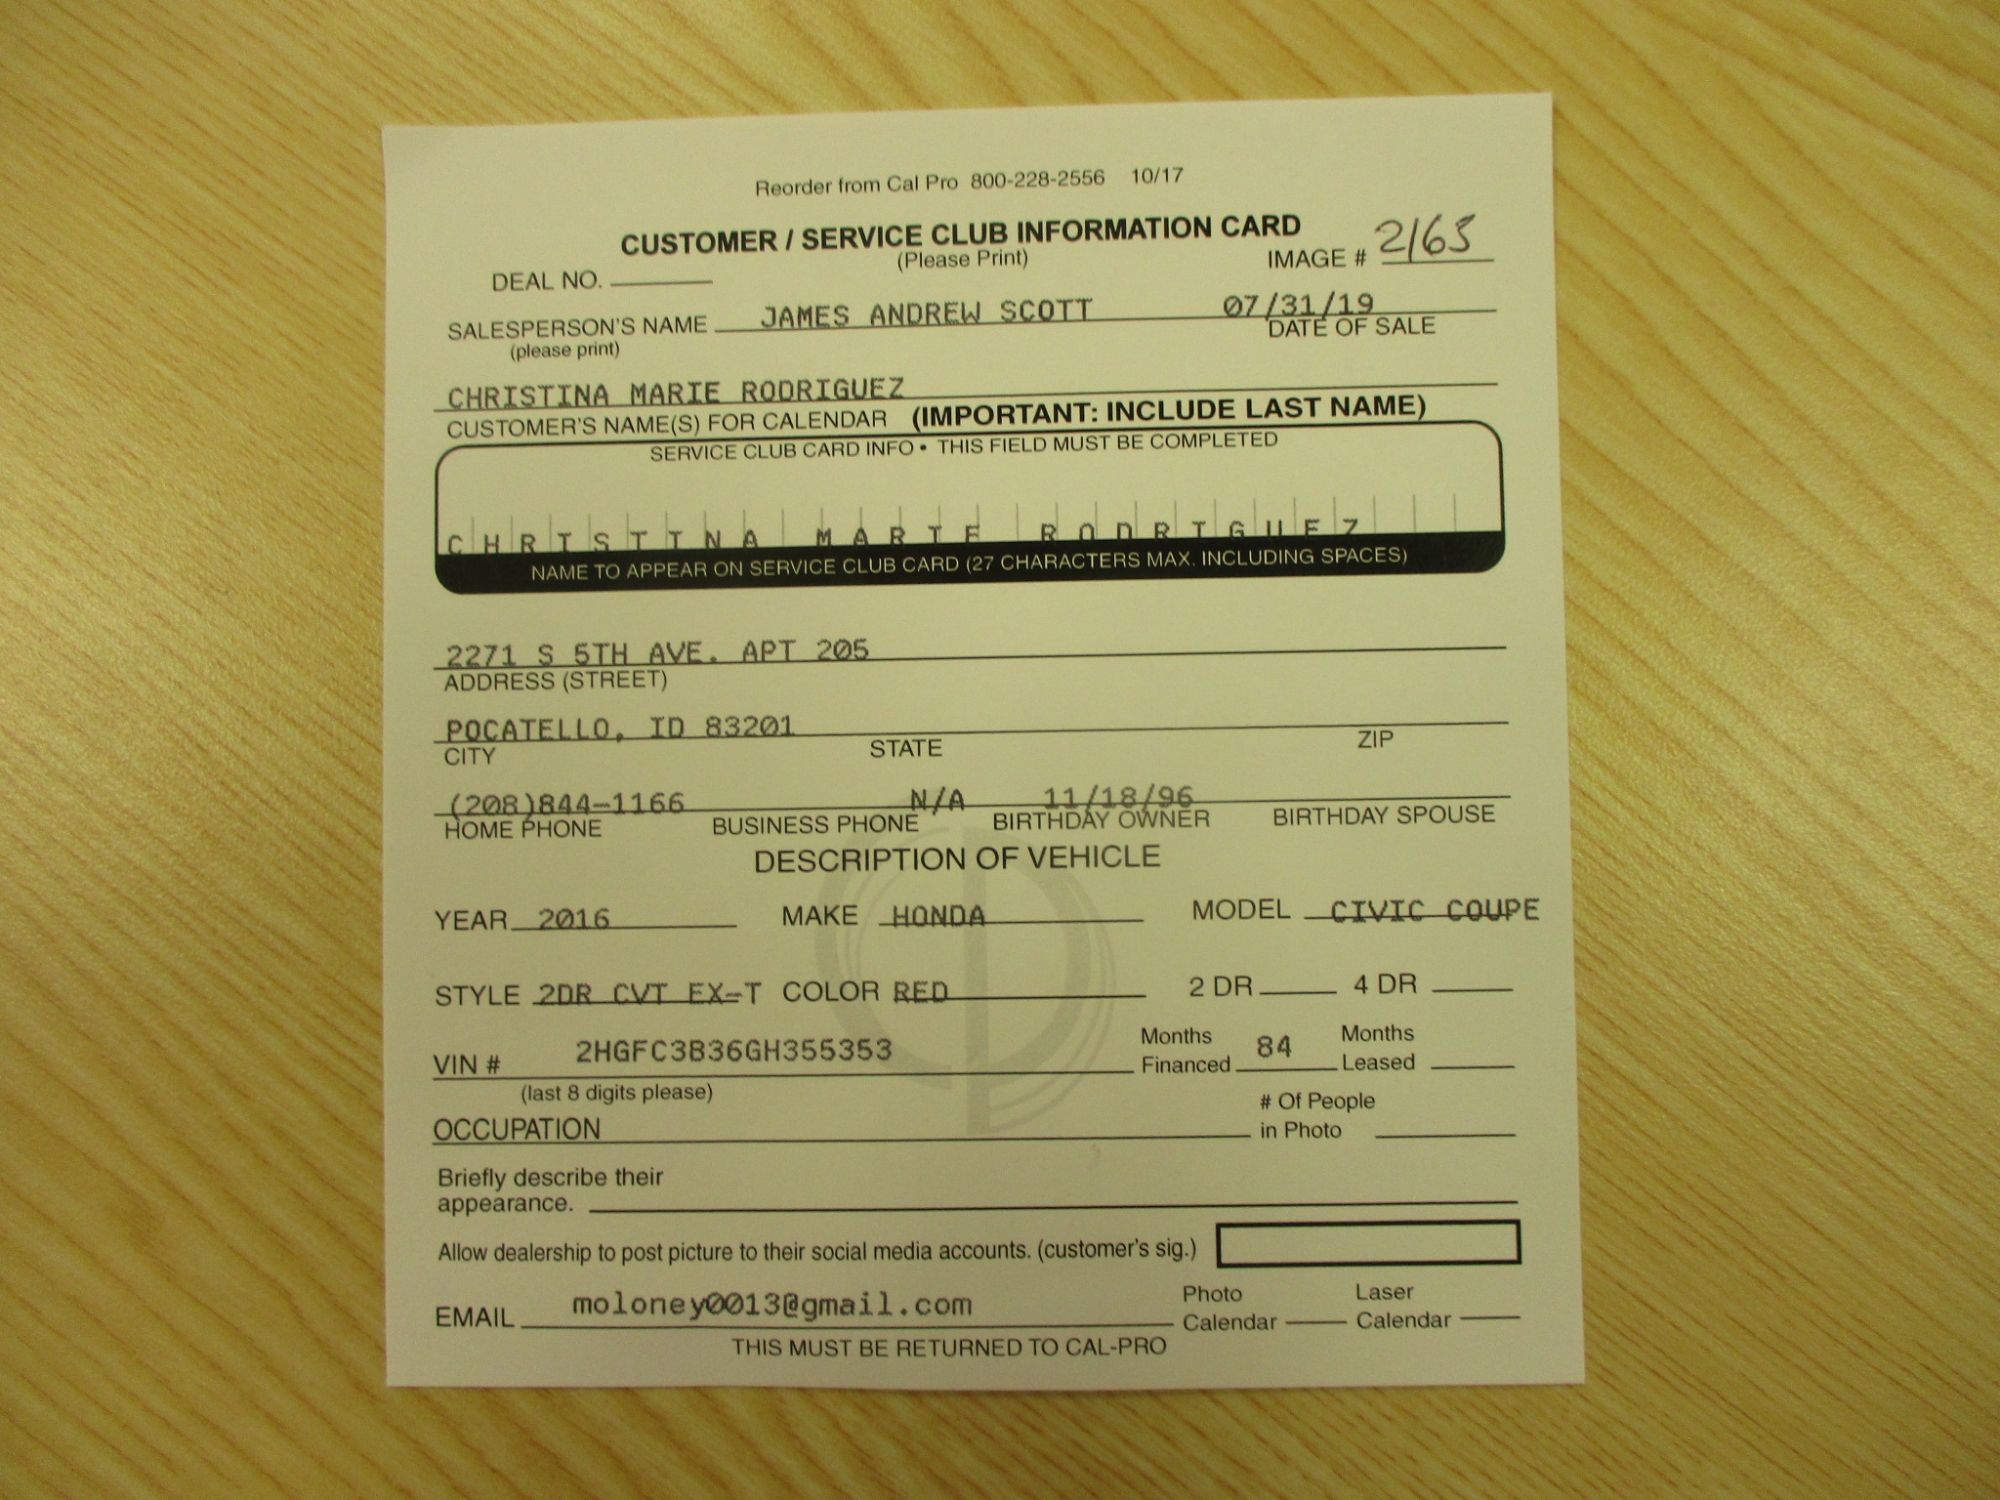 Reorder from Cal Pro 800-228-2556 10/17
CUSTOMER / SERVICE CLUB INFORMATION CARD
(Please Print)
IMAGE # 2163
DEAL NO.
SALESPERSON'S NAME JAMES ANDREW SCOTT 07/31/19
(please print) DATE OF SALE
CHRISTINA MARIE RODRIGUEZ
CUSTOMER'S NAME(S) FOR CALENDAR (IMPORTANT: INCLUDE LAST NAME)
SERVICE CLUB CARD INFO • THIS FIELD MUST BE COMPLETED
CHRISTINA MARIE RODRIGUEZ
NAME TO APPEAR ON SERVICE CLUB CARD (27 CHARACTERS MAX. INCLUDING SPACES)
2271 S 5TH AVE. APT 205
ADDRESS (STREET)
POCATELLO, ID 83201
CITY STATE ZIP
(208)844-1166 N/A 11/18/96
HOME PHONE BUSINESS PHONE BIRTHDAY OWNER BIRTHDAY SPOUSE
DESCRIPTION OF VEHICLE
YEAR 2016 MAKE HONDA MODEL CIVIC COUPE
STYLE 2DR CVT EX-T COLOR RED 2 DR 4 DR
VIN # 2HGFC3B36GH355353 Months Financed 84 Months Leased
(last 8 digits please)
OCCUPATION # Of People in Photo
Briefly describe their
appearance.
Allow dealership to post picture to their social media accounts. (customer's sig.)
EMAIL moloney0013@gmail.com Photo Calendar Laser Calendar
THIS MUST BE RETURNED TO CAL-PRO